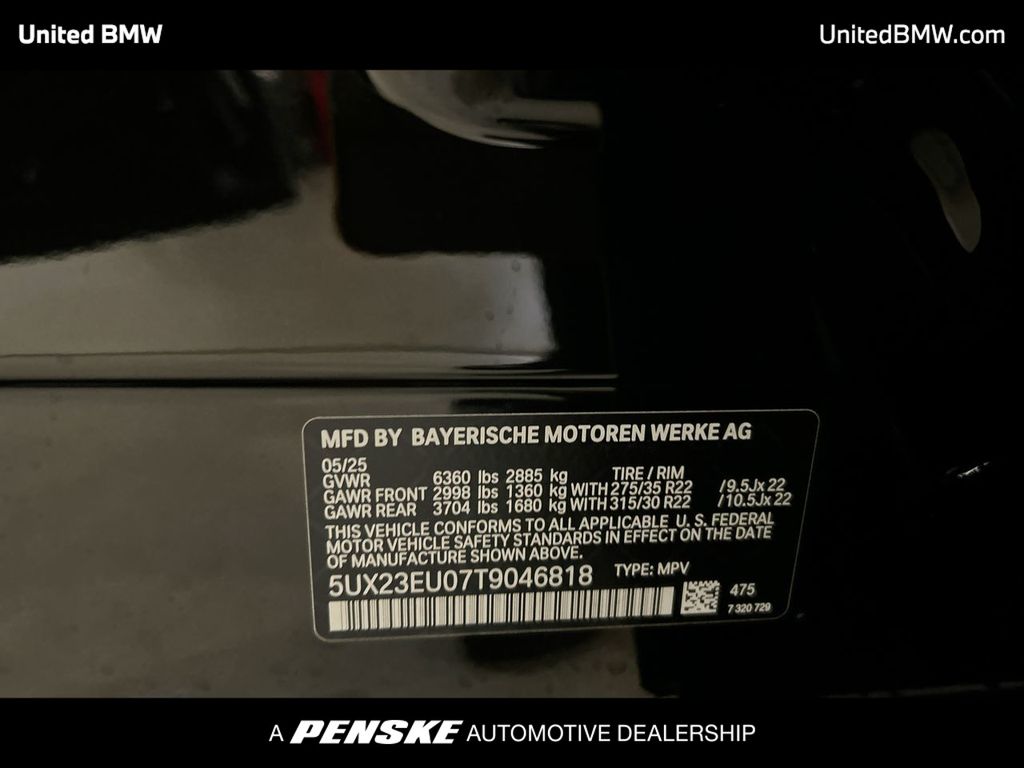 United BMW
UnitedBMW.com
MFD BY BAYERISCHE MOTOREN WERKE AG
05/25
GVWR 6360 lbs 2885 kg TIRE / RIM
GAWR FRONT 2998 lbs 1360 kg WITH 275/35 R22 /9.5Jx 22
GAWR REAR 3704 lbs 1680 kg WITH 315/30 R22 /10.5Jx 22
THIS VEHICLE CONFORMS TO ALL APPLICABLE U. S. FEDERAL
MOTOR VEHICLE SAFETY STANDARDS IN EFFECT ON THE DATE
OF MANUFACTURE SHOWN ABOVE.
5UX23EU07T9046818 TYPE: MPV
475
7 320 729
A PENSKE AUTOMOTIVE DEALERSHIP